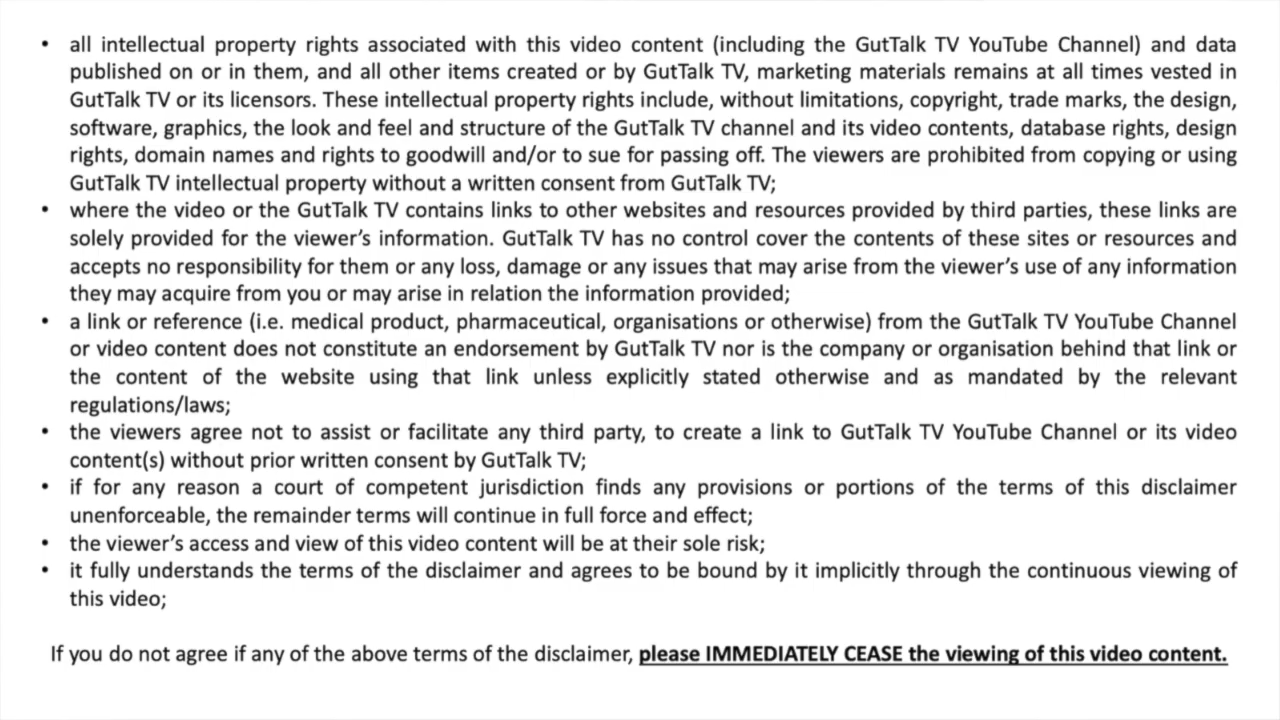 • all intellectual property rights associated with this video content (including the GutTalk TV YouTube Channel) and data
published on or in them, and all other items created or by GutTalk TV, marketing materials remains at all times vested in
GutTalk TV or its licensors. These intellectual property rights include, without limitations, copyright, trade marks, the design,
software, graphics, the look and feel and structure of the GutTalk TV channel and its video contents, database rights, design
rights, domain names and rights to goodwill and/or to sue for passing off. The viewers are prohibited from copying or using
GutTalk TV intellectual property without a written consent from GutTalk TV;
• where the video or the GutTalk TV contains links to other websites and resources provided by third parties, these links are
solely provided for the viewer’s information. GutTalk TV has no control cover the contents of these sites or resources and
accepts no responsibility for them or any loss, damage or any issues that may arise from the viewer’s use of any information
they may acquire from you or may arise in relation the information provided;
• a link or reference (i.e. medical product, pharmaceutical, organisations or otherwise) from the GutTalk TV YouTube Channel
or video content does not constitute an endorsement by GutTalk TV nor is the company or organisation behind that link or
the content of the website using that link unless explicitly stated otherwise and as mandated by the relevant
regulations/laws;
• the viewers agree not to assist or facilitate any third party, to create a link to GutTalk TV YouTube Channel or its video
content(s) without prior written consent by GutTalk TV;
• if for any reason a court of competent jurisdiction finds any provisions or portions of the terms of this disclaimer
unenforceable, the remainder terms will continue in full force and effect;
• the viewer’s access and view of this video content will be at their sole risk;
• it fully understands the terms of the disclaimer and agrees to be bound by it implicitly through the continuous viewing of
this video;
If you do not agree if any of the above terms of the disclaimer, please IMMEDIATELY CEASE the viewing of this video content.